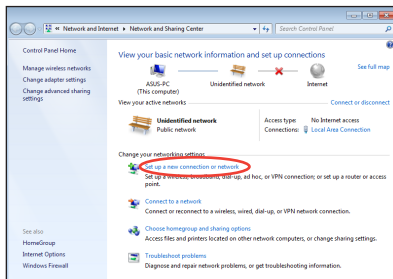 « Network and Internet ▸ Network and Sharing Center
Search Control Panel
Control Panel Home
Manage wireless networks
Change adapter settings
Change advanced sharing
settings
See also
HomeGroup
Internet Options
Windows Firewall
View your basic network information and set up connections
See full map
ASUS-PC
(This computer)
Unidentified network
Internet
View your active networks
Connect or disconnect
Unidentified network
Public network
Access type
No Internet access
Connections:
Local Area Connection
Change your networking settings
Set up a new connection or network
Set up a wireless, broadband, dial-up, ad hoc, or VPN connection; or set up a router or access
point.
Connect to a network
Connect or reconnect to a wireless, wired, dial-up, or VPN network connection.
Choose homegroup and sharing options
Access files and printers located on other network computers, or change sharing settings.
Troubleshoot problems
Diagnose and repair network problems, or get troubleshooting information.